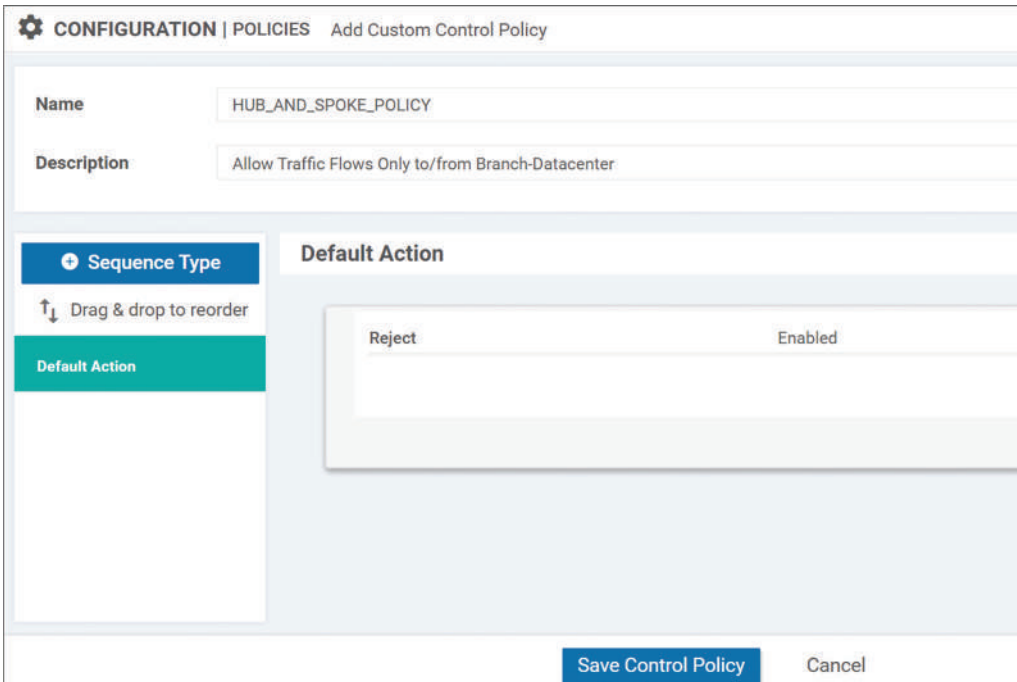 CONFIGURATION | POLICIES Add Custom Control Policy
Name HUB_AND_SPOKE_POLICY
Description Allow Traffic Flows Only to/from Branch-Datacenter
Sequence Type
Drag & drop to reorder
Default Action
Default Action
Reject Enabled
Save Control Policy Cancel